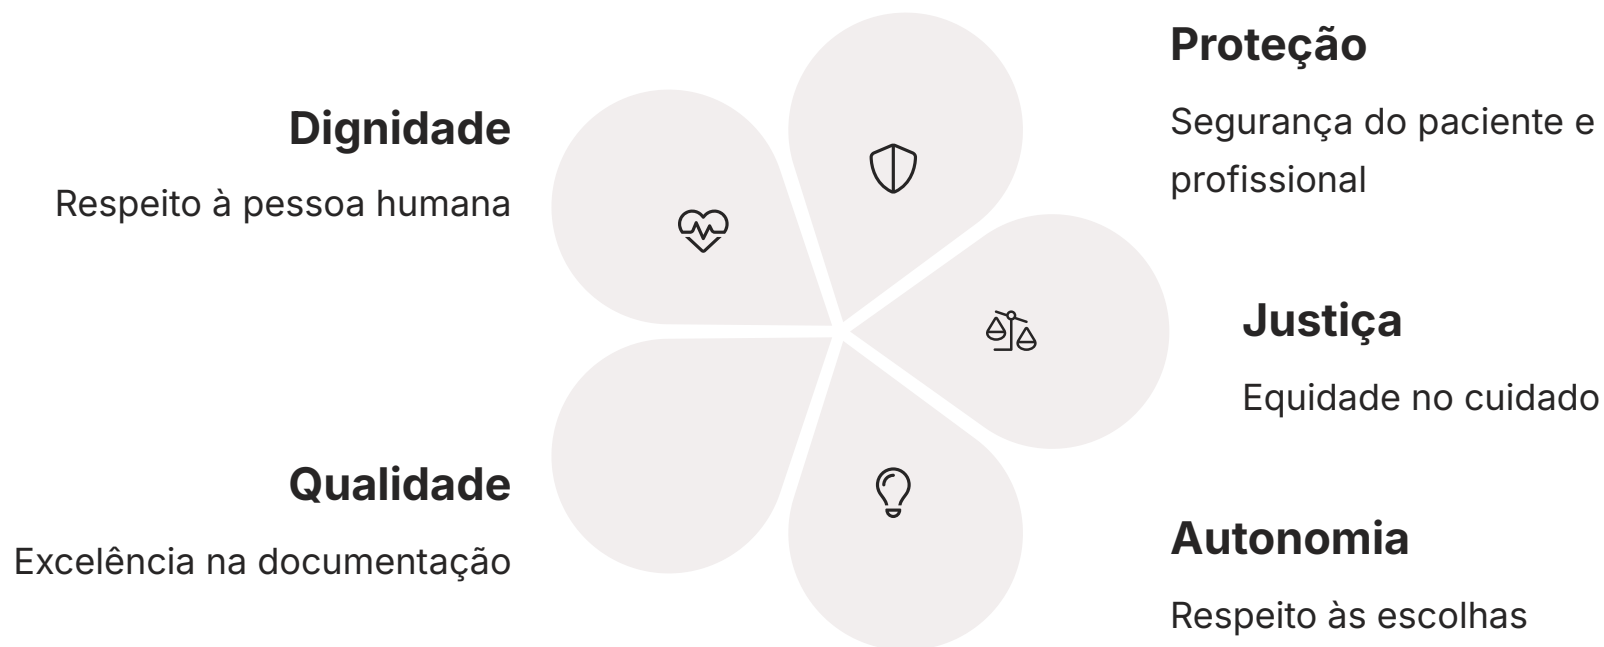 Dignidade
Respeito à pessoa humana
Proteção
Segurança do paciente e
profissional
Justiça
Equidade no cuidado
Qualidade
Excelência na documentação
Autonomia
Respeito às escolhas